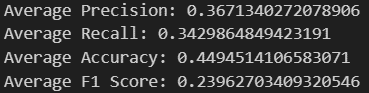 Average Precision: 0.3671340272078906
Average Recall: 0.3429864849423191
Average Accuracy: 0.4494514106583071
Average F1 Score: 0.23962703409320546